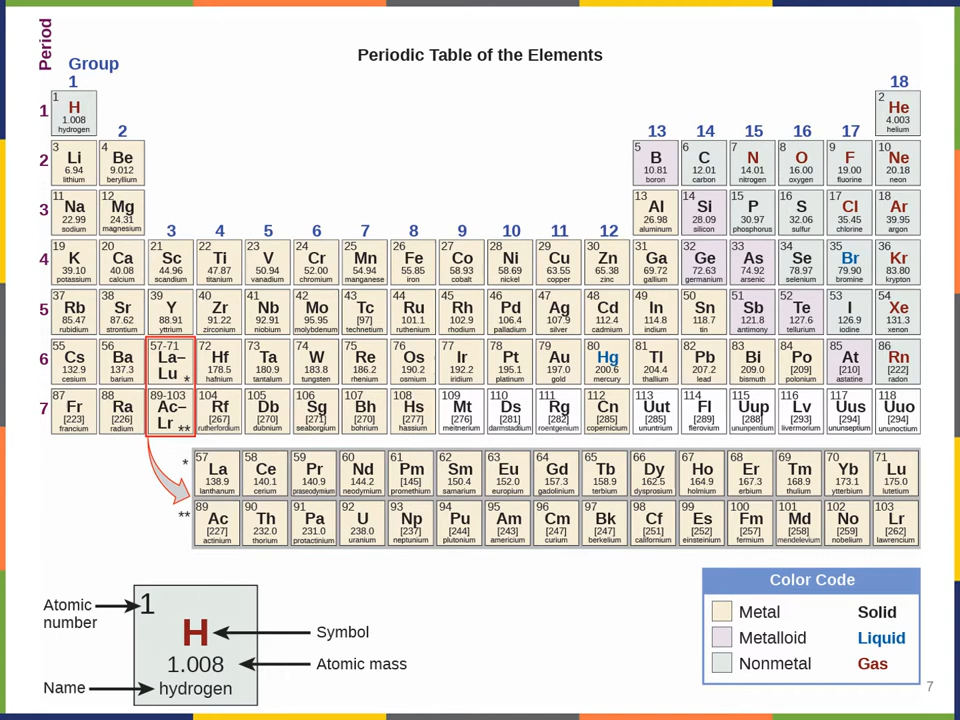 Periodic Table of the Elements
Period
Group
1 18
1 1 H 1.008 hydrogen 2 He 4.003 helium
2 13 14 15 16 17
2 3 Li 6.94 lithium 4 Be 9.012 beryllium 5 B 10.81 boron 6 C 12.01 carbon 7 N 14.01 nitrogen 8 O 16.00 oxygen 9 F 19.00 fluorine 10 Ne 20.18 neon
3 11 Na 22.99 sodium 12 Mg 24.31 magnesium 13 Al 26.98 aluminum 14 Si 28.09 silicon 15 P 30.97 phosphorus 16 S 32.06 sulfur 17 Cl 35.45 chlorine 18 Ar 39.95 argon
3 4 5 6 7 8 9 10 11 12
4 19 K 39.10 potassium 20 Ca 40.08 calcium 21 Sc 44.96 scandium 22 Ti 47.87 titanium 23 V 50.94 vanadium 24 Cr 52.00 chromium 25 Mn 54.94 manganese 26 Fe 55.85 iron 27 Co 58.93 cobalt 28 Ni 58.69 nickel 29 Cu 63.55 copper 30 Zn 65.38 zinc 31 Ga 69.72 gallium 32 Ge 72.63 germanium 33 As 74.92 arsenic 34 Se 78.97 selenium 35 Br 79.90 bromine 36 Kr 83.80 krypton
5 37 Rb 85.47 rubidium 38 Sr 87.62 strontium 39 Y 88.91 yttrium 40 Zr 91.22 zirconium 41 Nb 92.91 niobium 42 Mo 95.95 molybdenum 43 Tc [97] technetium 44 Ru 101.1 ruthenium 45 Rh 102.9 rhodium 46 Pd 106.4 palladium 47 Ag 107.9 silver 48 Cd 112.4 cadmium 49 In 114.8 indium 50 Sn 118.7 tin 51 Sb 121.8 antimony 52 Te 127.6 tellurium 53 I 126.9 iodine 54 Xe 131.3 xenon
6 55 Cs 132.9 cesium 56 Ba 137.3 barium 57-71 La–Lu * 72 Hf 178.5 hafnium 73 Ta 180.9 tantalum 74 W 183.8 tungsten 75 Re 186.2 rhenium 76 Os 190.2 osmium 77 Ir 192.2 iridium 78 Pt 195.1 platinum 79 Au 197.0 gold 80 Hg 200.6 mercury 81 Tl 204.4 thallium 82 Pb 207.2 lead 83 Bi 209.0 bismuth 84 Po [209] polonium 85 At [210] astatine 86 Rn [222] radon
7 87 Fr [223] francium 88 Ra [226] radium 89-103 Ac–Lr ** 104 Rf [267] rutherfordium 105 Db [270] dubnium 106 Sg [271] seaborgium 107 Bh [270] bohrium 108 Hs [277] hassium 109 Mt [276] meitnerium 110 Ds [281] darmstadtium 111 Rg [282] roentgenium 112 Cn [285] copernicium 113 Uut [285] ununtrium 114 Fl [289] flerovium 115 Uup [288] ununpentium 116 Lv [293] livermorium 117 Uus [294] ununseptium 118 Uuo [294] ununoctium
* 57 La 138.9 lanthanum 58 Ce 140.1 cerium 59 Pr 140.9 praseodymium 60 Nd 144.2 neodymium 61 Pm [145] promethium 62 Sm 150.4 samarium 63 Eu 152.0 europium 64 Gd 157.3 gadolinium 65 Tb 158.9 terbium 66 Dy 162.5 dysprosium 67 Ho 164.9 holmium 68 Er 167.3 erbium 69 Tm 168.9 thulium 70 Yb 173.1 ytterbium 71 Lu 175.0 lutetium
** 89 Ac [227] actinium 90 Th 232.0 thorium 91 Pa 231.0 protactinium 92 U 238.0 uranium 93 Np [237] neptunium 94 Pu [244] plutonium 95 Am [243] americium 96 Cm [247] curium 97 Bk [247] berkelium 98 Cf [251] californium 99 Es [252] einsteinium 100 Fm [257] fermium 101 Md [258] mendelevium 102 No [259] nobelium 103 Lr [262] lawrencium
Atomic number
1
H
Symbol
1.008
Atomic mass
Name
hydrogen
Color Code
Metal Solid
Metalloid Liquid
Nonmetal Gas
7